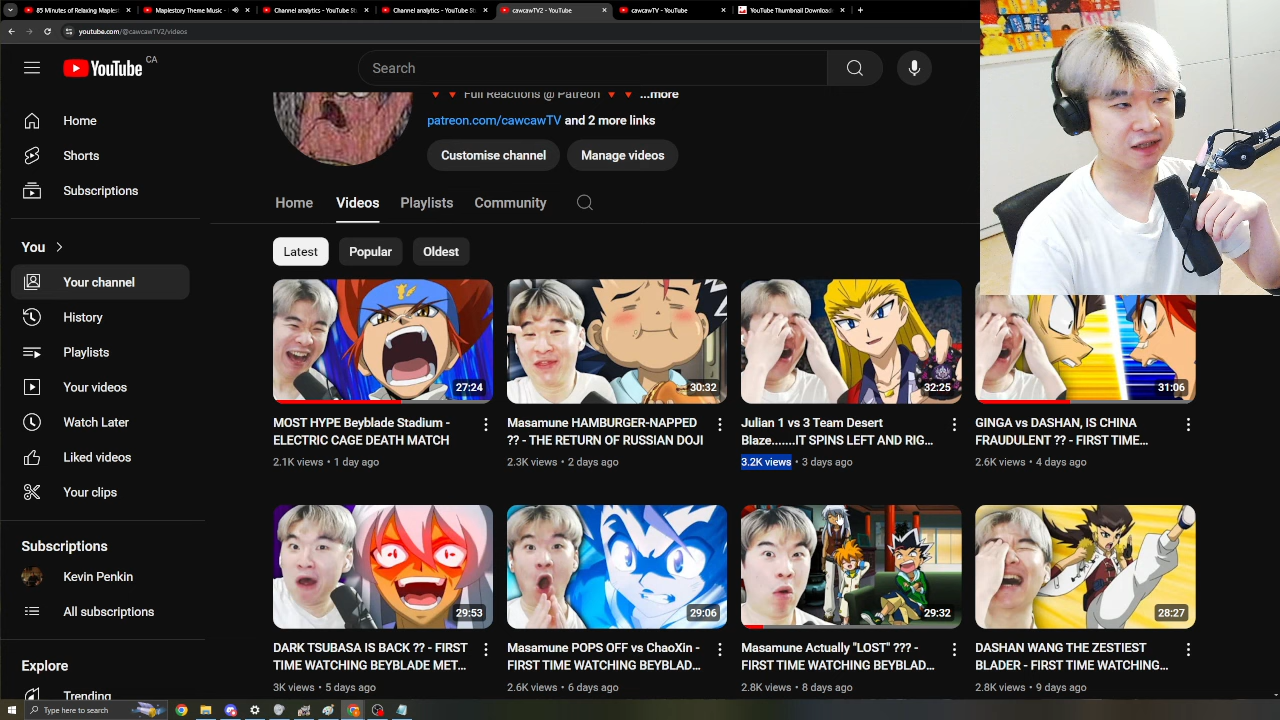 85 Minutes of Relaxing Maples
Maplestory Theme Music -
Channel analytics - YouTube St
Channel analytics - YouTube St
cawcawTV2 - YouTube
cawcawTV - YouTube
YouTube Thumbnail Download
youtube.com/@cawcawTV2/videos
YouTube CA
Search
Full Reactions @ Patreon ...more
patreon.com/cawcawTV and 2 more links
Customise channel
Manage videos
Home
Shorts
Subscriptions
You
Your channel
History
Playlists
Your videos
Watch Later
Liked videos
Your clips
Subscriptions
Kevin Penkin
All subscriptions
Explore
Trending
Home Videos Playlists Community
Latest Popular Oldest
27:24
MOST HYPE Beyblade Stadium -
ELECTRIC CAGE DEATH MATCH
2.1K views • 1 day ago
30:32
Masamune HAMBURGER-NAPPED
?? - THE RETURN OF RUSSIAN DOJI
2.3K views • 2 days ago
32:25
Julian 1 vs 3 Team Desert
Blaze.......IT SPINS LEFT AND RIG...
3.2K views • 3 days ago
31:06
GINGA vs DASHAN, IS CHINA
FRAUDULENT ?? - FIRST TIME...
2.6K views • 4 days ago
29:53
DARK TSUBASA IS BACK ?? - FIRST
TIME WATCHING BEYBLADE MET...
3K views • 5 days ago
29:06
Masamune POPS OFF vs ChaoXin -
FIRST TIME WATCHING BEYBLAD...
2.6K views • 6 days ago
29:32
Masamune Actually "LOST" ??? -
FIRST TIME WATCHING BEYBLAD...
2.8K views • 8 days ago
28:27
DASHAN WANG THE ZESTIEST
BLADER - FIRST TIME WATCHING...
2.8K views • 9 days ago
Type here to search